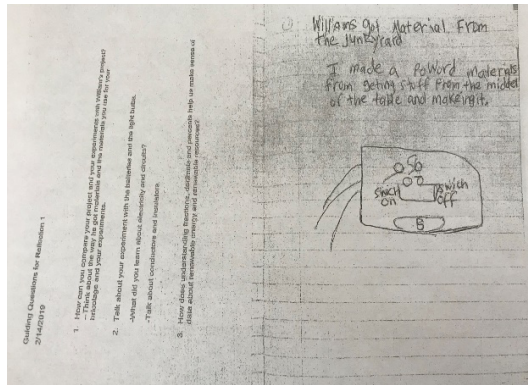 Guiding Questions for Reflection 1
2/14/2019
1. How can you compare your project and your experiments with William's project?
-Think about the way he got materials and the materials you use for your
bricolage and your experiments.
2. Talk about your experiment with the batteries and the light bulbs.
-What did you learn about electricity and circuits?
-Talk about conductors and insulators.
3. How does understanding fractions, decimals and percents help us make sense of
data about renewable energy and renewable resources?
Williams got Material From
the Junkyard
I made a PoWord materials
from geting stuff from the middel
of the table and making it.
Swich
on
Swich
off